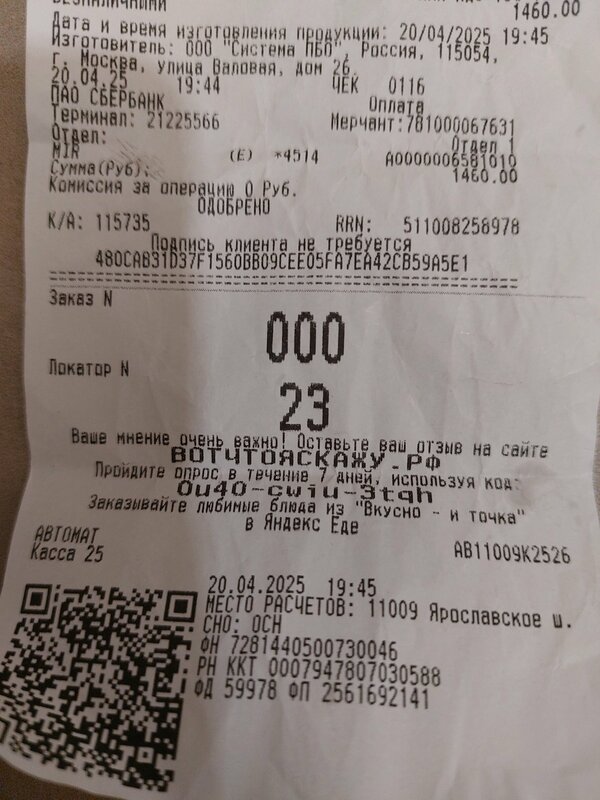 БЕЗНАЛИЧНЫМИ
1460.00
Дата и время изготовления продукции: 20/04/2025 19:45
Изготовитель: ООО "Система ПБО", Россия, 115054,
г. Москва, улица Валовая, дом 26.
20.04.25 19:44 ЧЕК 0116
ПАО СБЕРБАНК Оплата
Терминал: 21225566 Мерчант:781000067631
Отдел: Отдел 1
MIR (E) *4514 A0000006581010
Сумма(Руб): 1460.00
Комиссия за операцию 0 Руб.
ОДОБРЕНО
К/А: 115735 RRN: 511008258978
Подпись клиента не требуется
480CAB31D37F1560BB09CEE05FA7EA42CB59A5E1
Заказ N
000
Локатор N
23
Ваше мнение очень важно! Оставьте ваш отзыв на сайте
ВОТЧТОЯСКАЖУ.РФ
Пройдите опрос в течение 7 дней, используя код:
0u40-cwiu-3tqh
Заказывайте любимые блюда из "Вкусно - и точка"
в Яндекс Еде
АВТОМАТ
Касса 25 АВ11009К2526
20.04.2025 19:45
МЕСТО РАСЧЕТОВ: 11009 Ярославское ш.
СНО: ОСН
ФН 7281440500730046
РН ККТ 0007947807030588
ФД 59978 ФП 2561692141